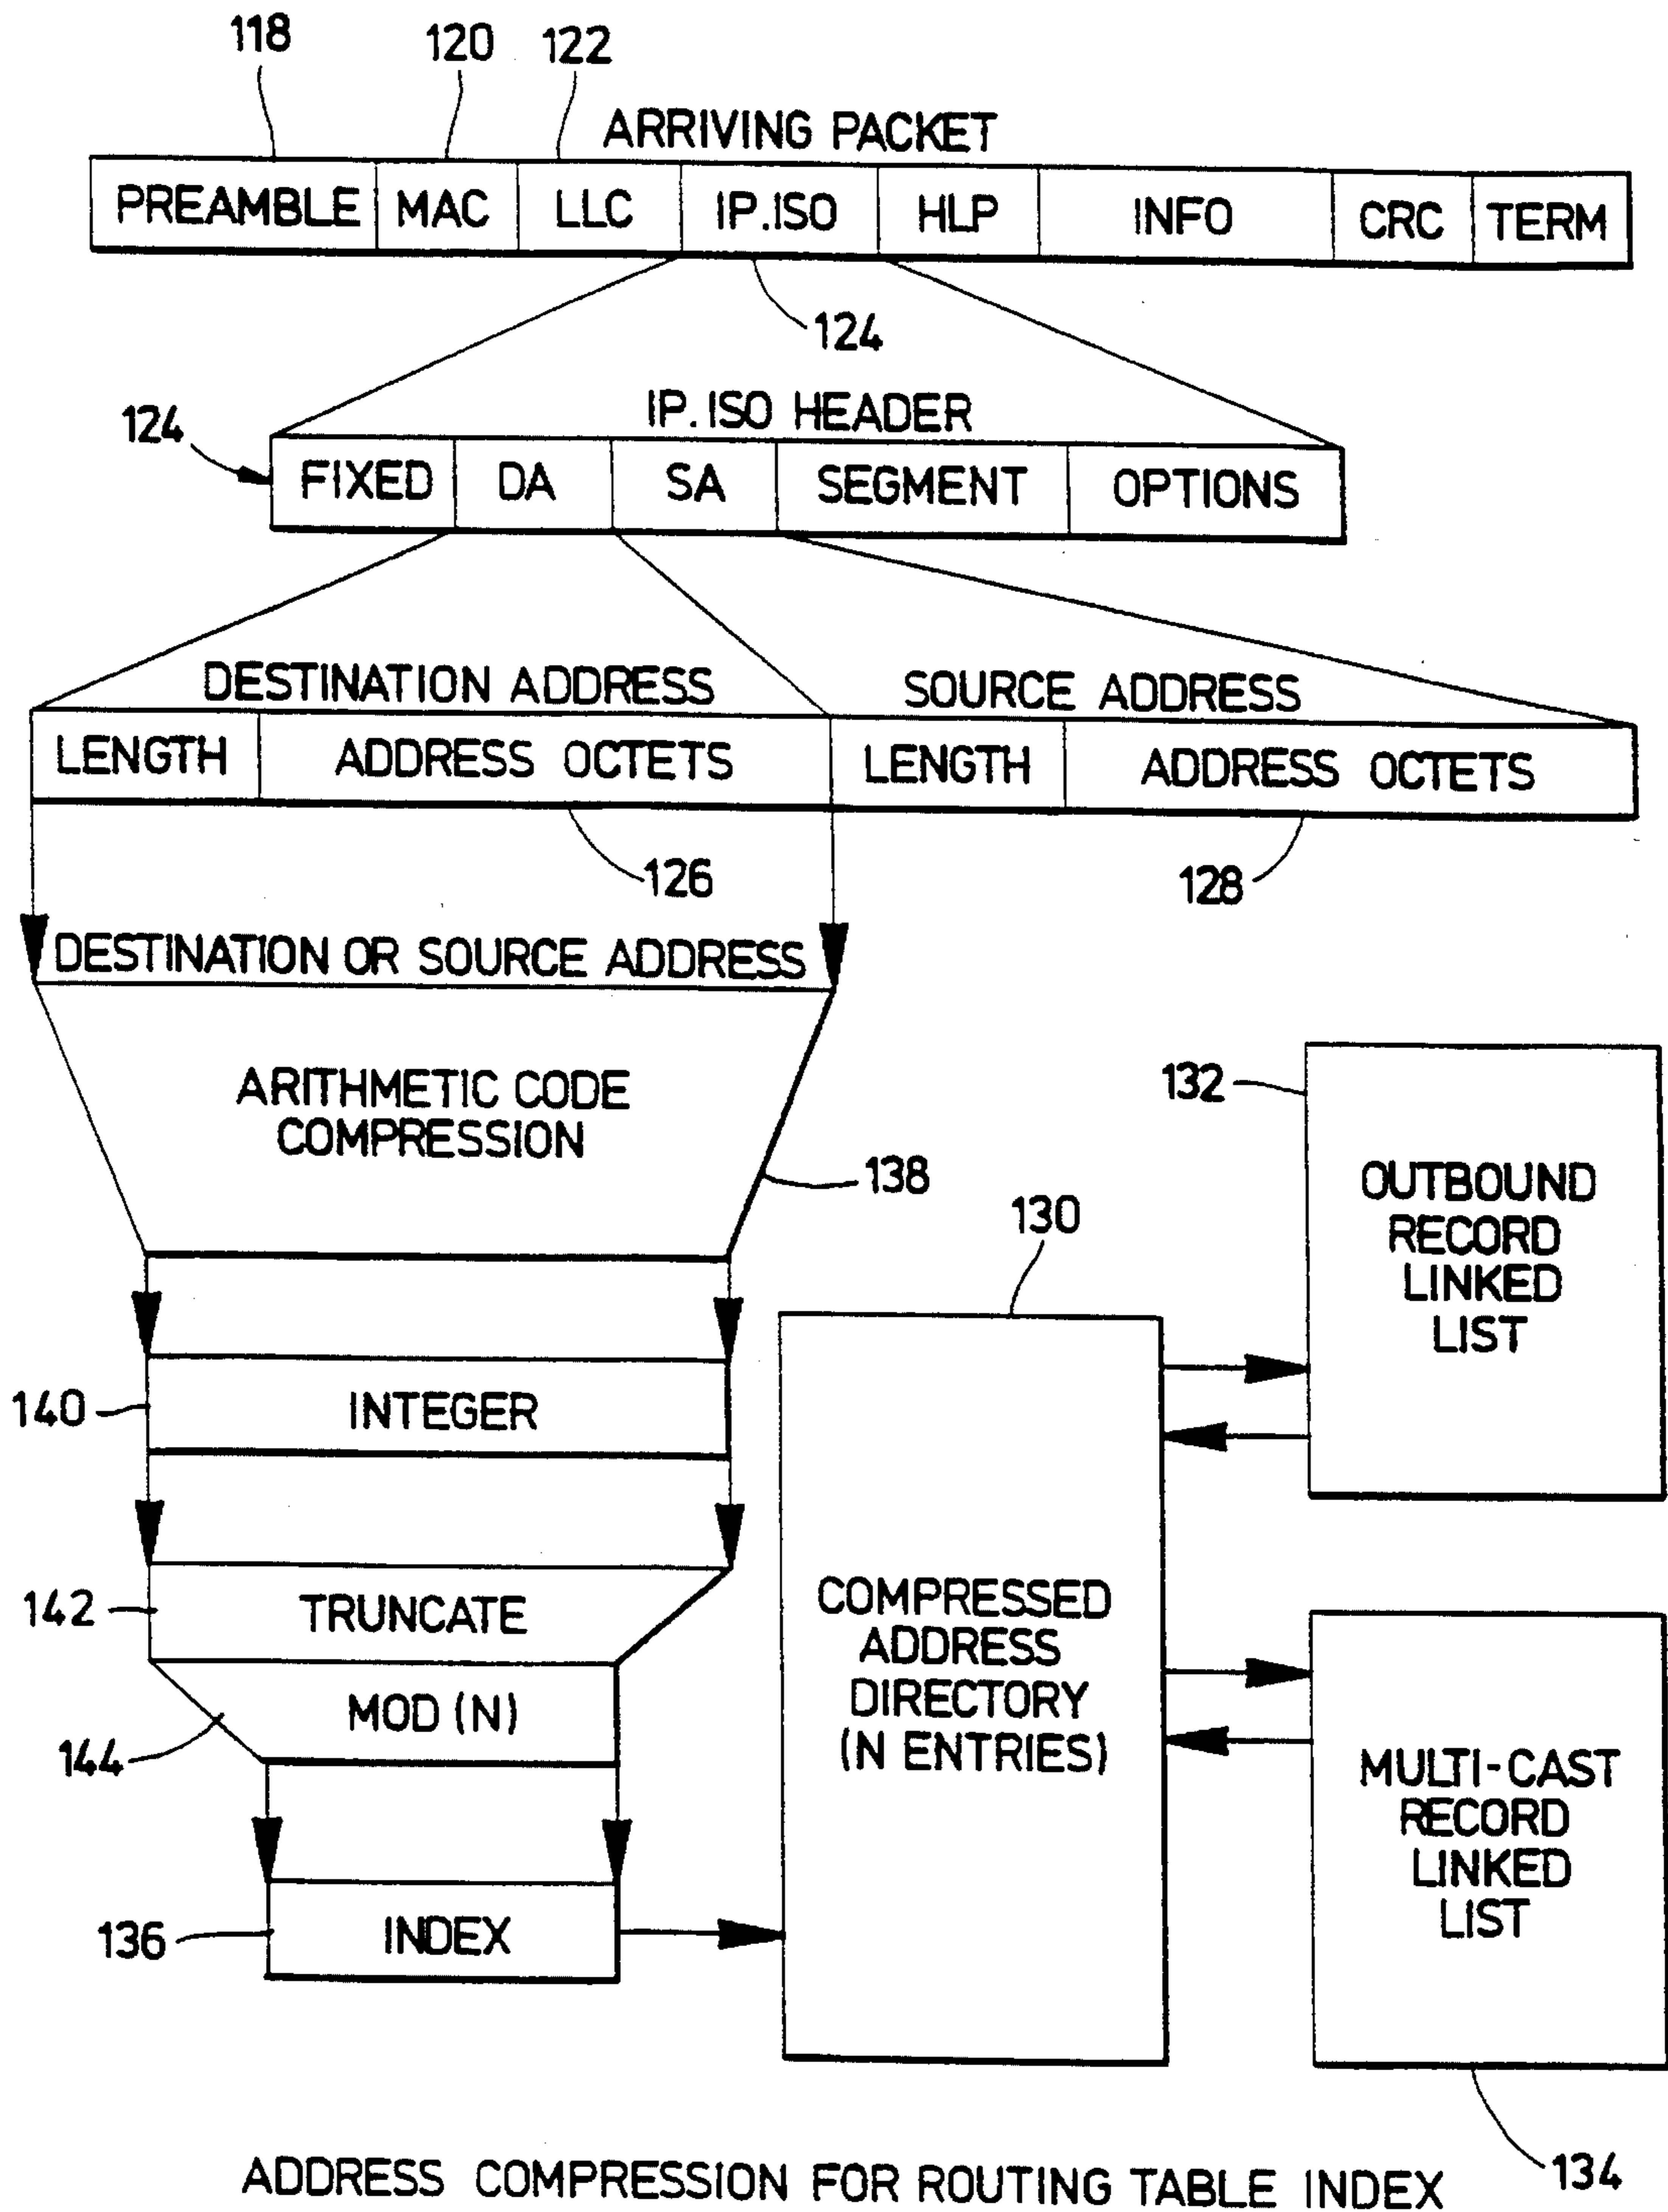 118 120 122
ARRIVING PACKET
PREAMBLE MAC LLC IP.ISO HLP INFO CRC TERM
124
IP.ISO HEADER
124
FIXED DA SA SEGMENT OPTIONS
DESTINATION ADDRESS SOURCE ADDRESS
LENGTH ADDRESS OCTETS LENGTH ADDRESS OCTETS
126 128
DESTINATION OR SOURCE ADDRESS
ARITHMETIC CODE
COMPRESSION
138
140
INTEGER
142
TRUNCATE
MOD (N)
144
136
INDEX
130
COMPRESSED
ADDRESS
DIRECTORY
(N ENTRIES)
132
OUTBOUND
RECORD
LINKED
LIST
MULTI-CAST
RECORD
LINKED
LIST
134
ADDRESS COMPRESSION FOR ROUTING TABLE INDEX